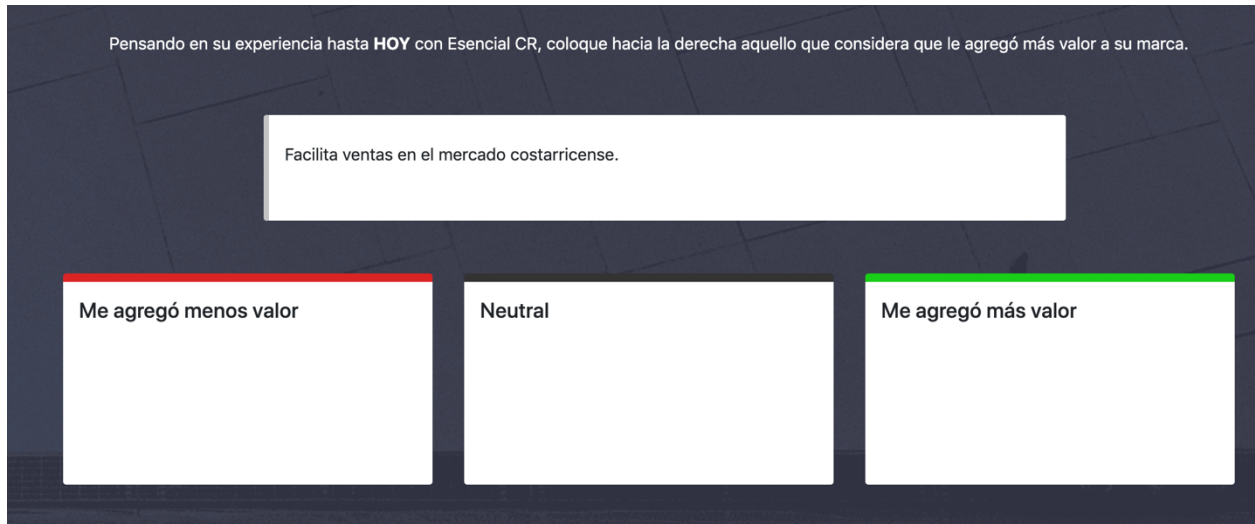 Pensando en su experiencia hasta HOY con Esencial CR, coloque hacia la derecha aquello que considera que le agregó más valor a su marca.
Facilita ventas en el mercado costarricense.
Me agregó menos valor
Neutral
Me agregó más valor